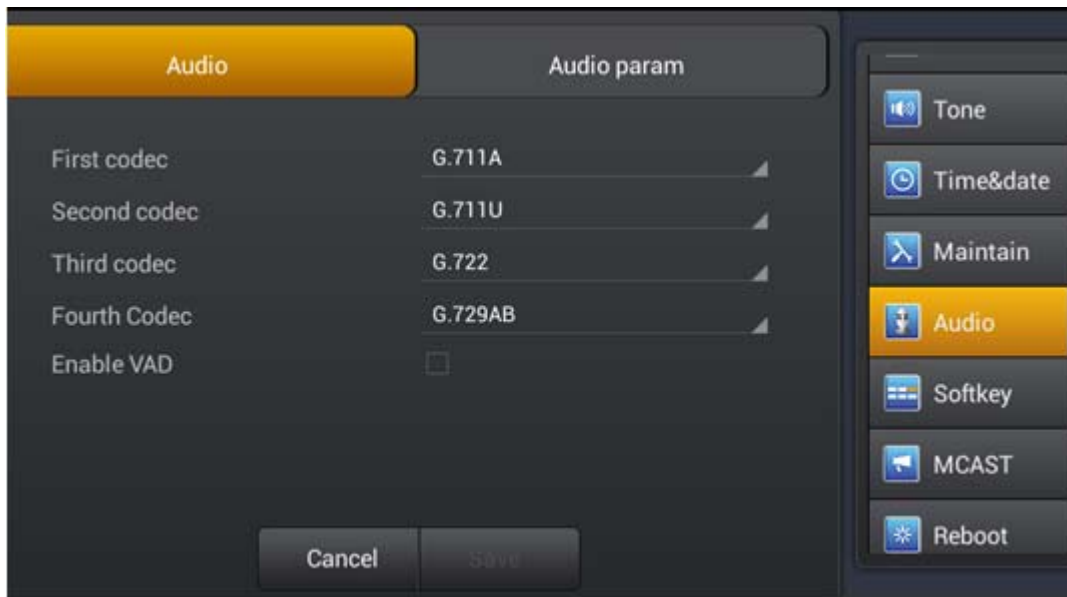 Audio
Audio param
First codec G.711A
Second codec G.711U
Third codec G.722
Fourth Codec G.729AB
Enable VAD
Cancel Save
Tone
Time&date
Maintain
Audio
Softkey
MCAST
Reboot